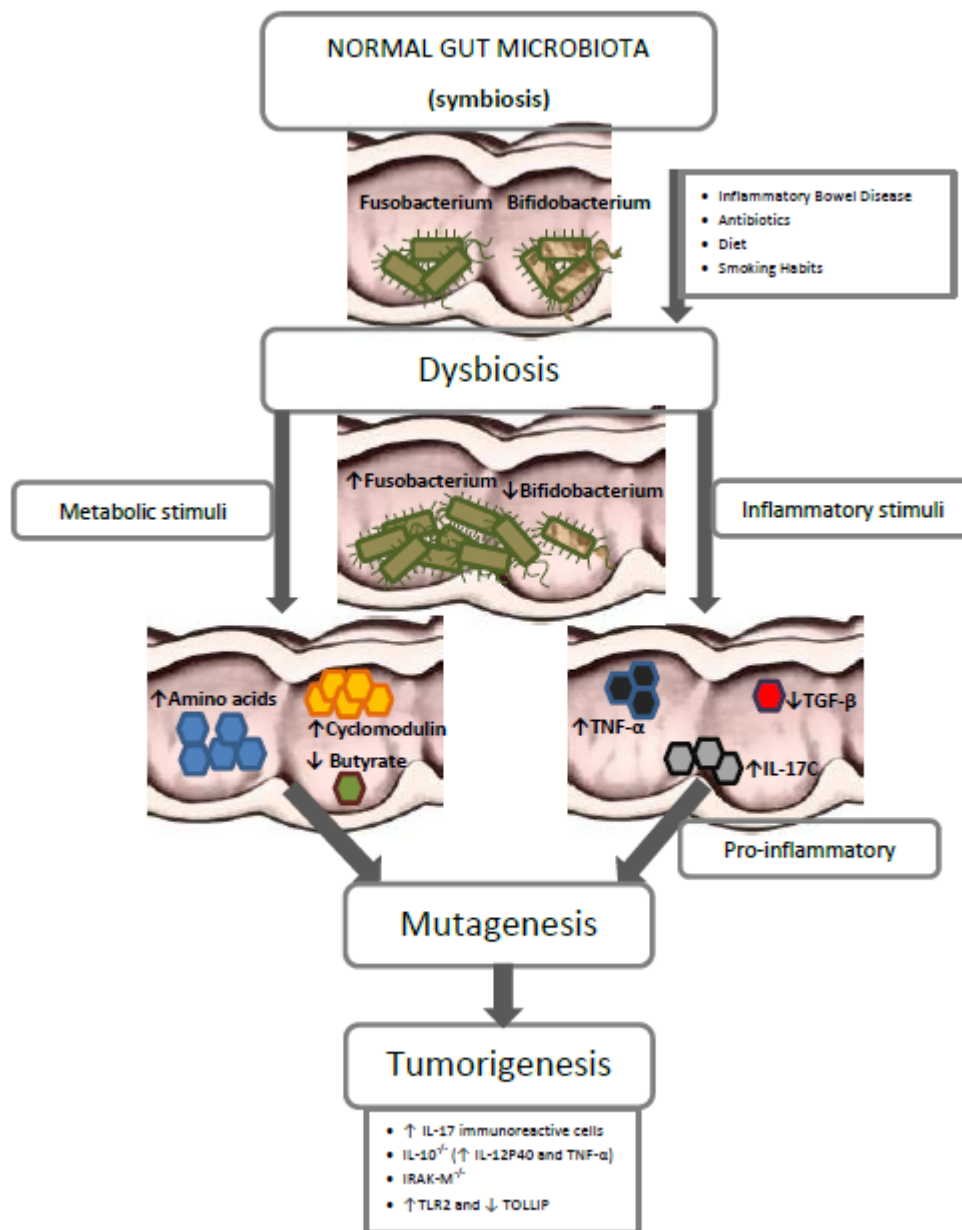 NORMAL GUT MICROBIOTA
(symbiosis)
Fusobacterium Bifidobacterium
• Inflammatory Bowel Disease
• Antibiotics
• Diet
• Smoking Habits
Dysbiosis
↑Fusobacterium ↓Bifidobacterium
Metabolic stimuli
Inflammatory stimuli
↑Amino acids
↑Cyclomodulin
↓ Butyrate
↑TNF-α
↓TGF-β
↑IL-17C
Pro-inflammatory
Mutagenesis
Tumorigenesis
• ↑ IL-17 immunoreactive cells
• IL-10-/- (↑ IL-12P40 and TNF-α)
• IRAK-M-/-
• ↑TLR2 and ↓ TOLLIP